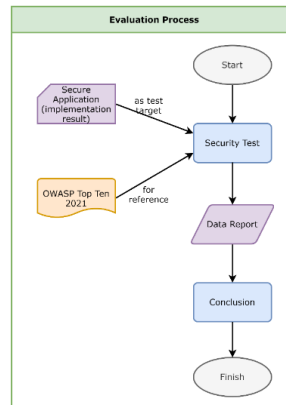 Evaluation Process
Start
Secure
Application
(implementation
result)
as test
target
Security Test
OWASP Top Ten
2021
for
reference
Data Report
Conclusion
Finish